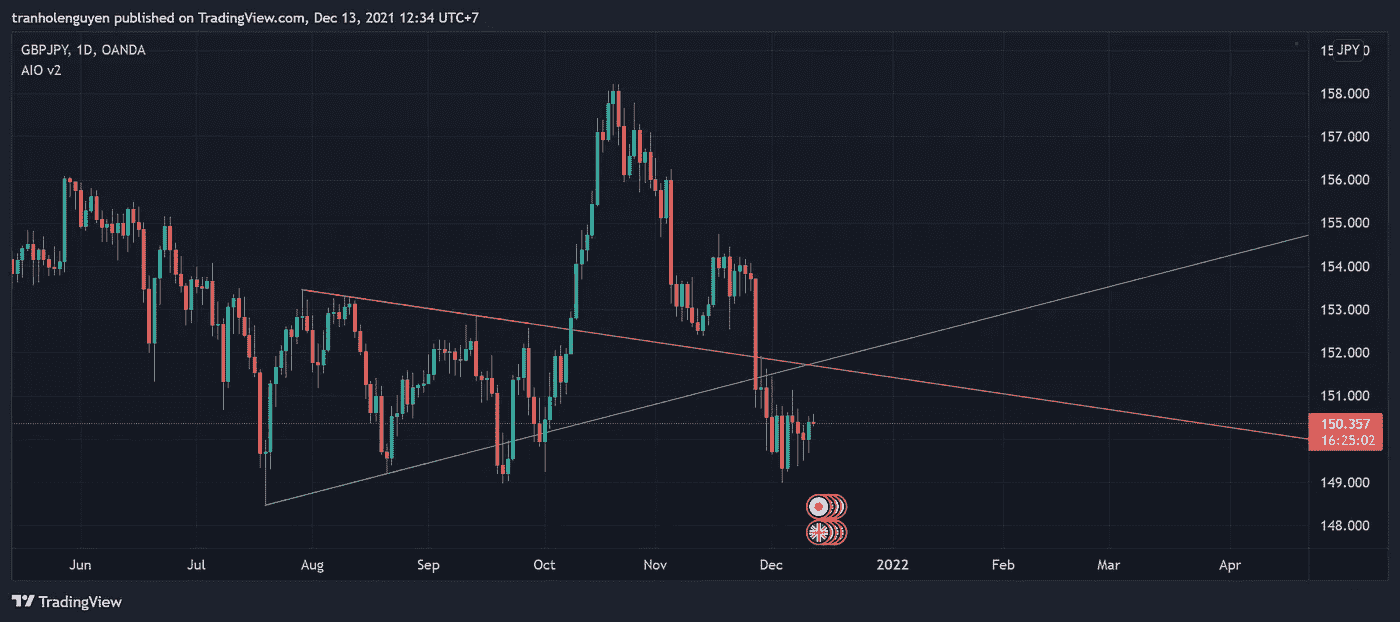 tranholenguyen published on TradingView.com, Dec 13, 2021 12:34 UTC+7
GBPJPY, 1D, OANDA
AIO v2
JPY
158.000
157.000
156.000
155.000
154.000
153.000
152.000
151.000
150.357
16:25:02
149.000
148.000
Jun Jul Aug Sep Oct Nov Dec 2022 Feb Mar Apr
TradingView